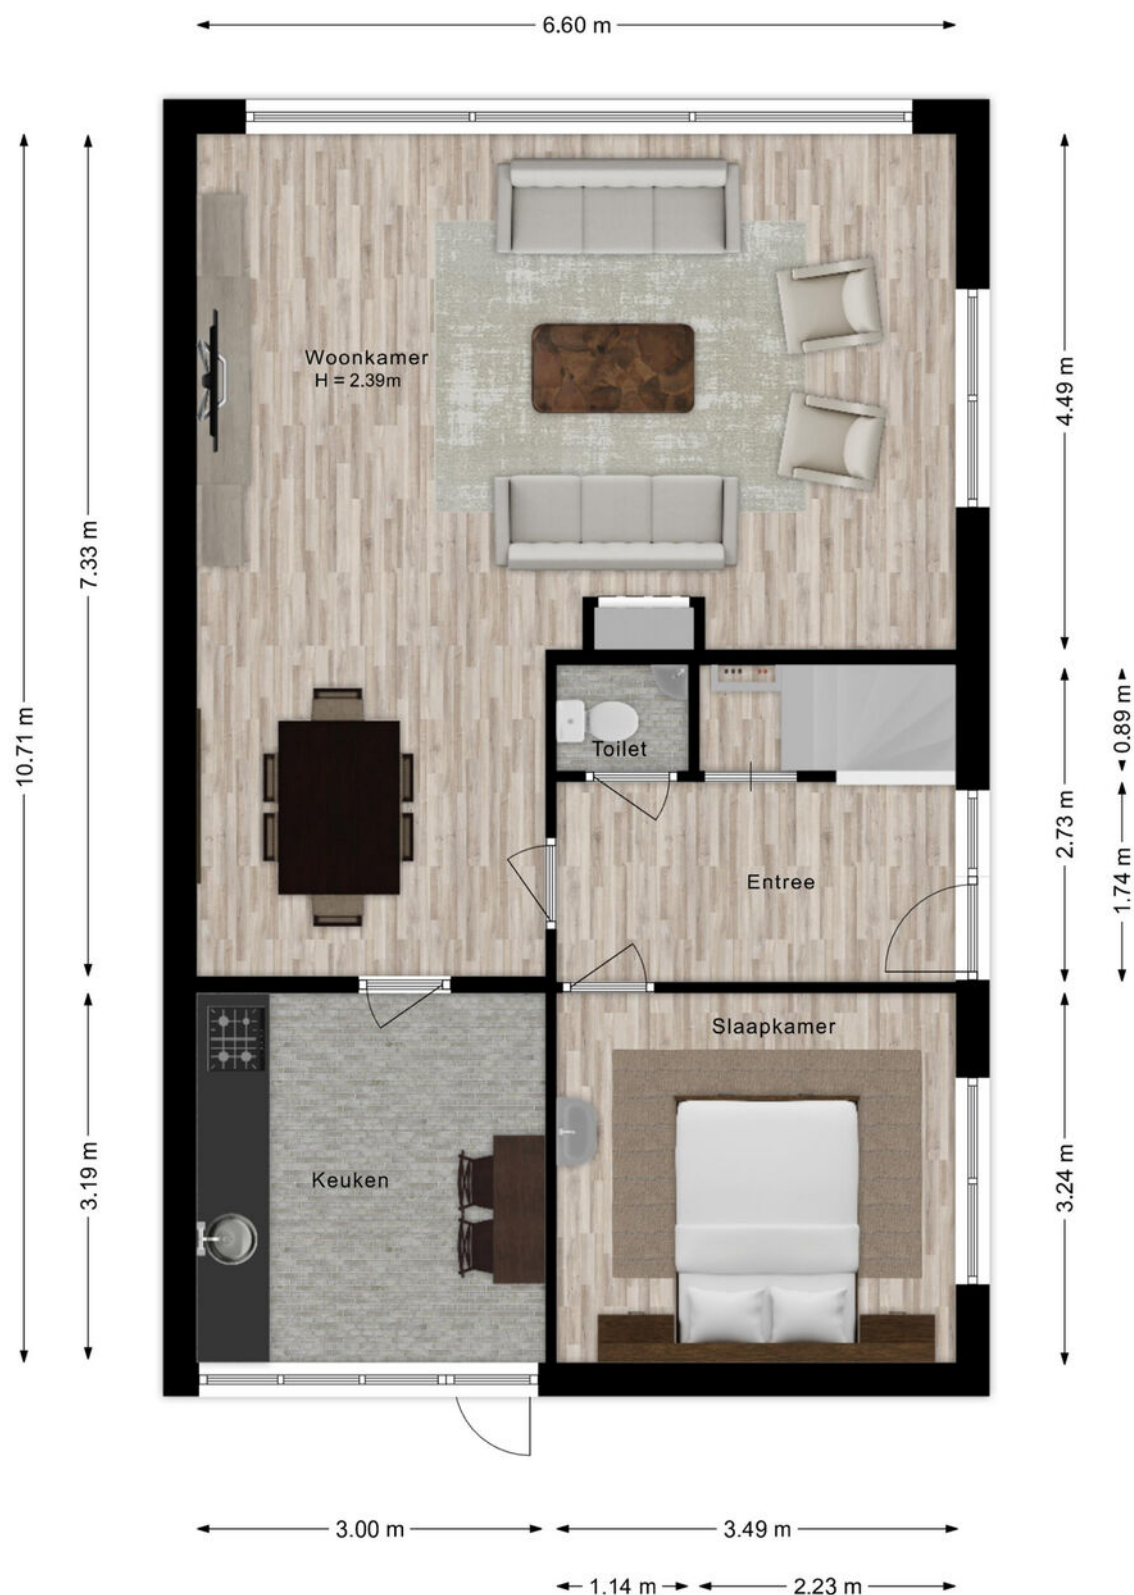 6.60 m
Woonkamer
H = 2.39m
4.49 m
7.33 m
10.71 m
0.89 m
Toilet
2.73 m
1.74 m
Entree
Slaapkamer
3.19 m
3.24 m
Keuken
3.00 m
3.49 m
1.14 m
2.23 m